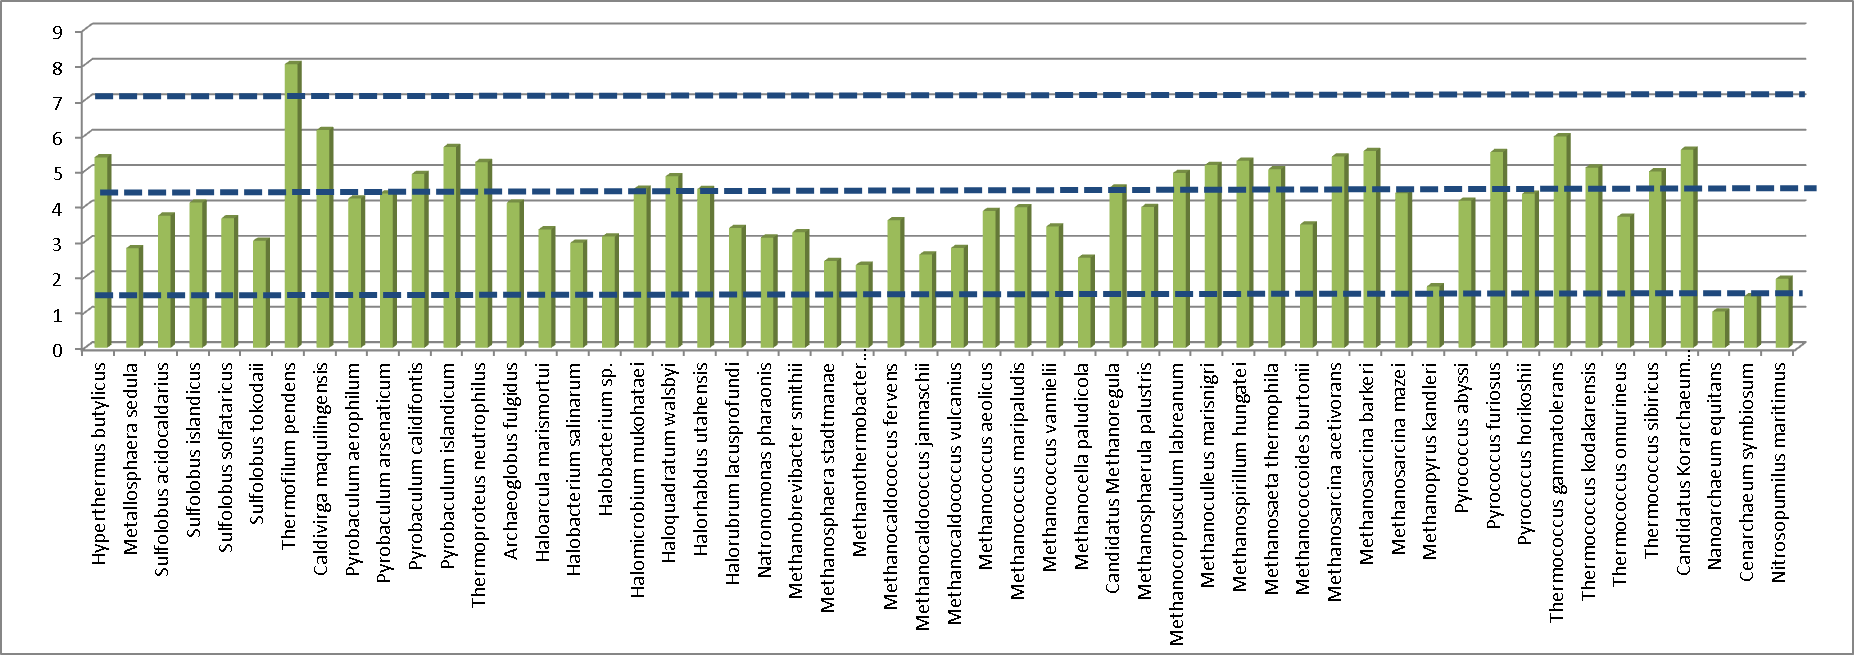 9
8
7
6
5
4
3
2
1
0
Hyperthermus butylicus
Metallosphaera sedula
Sulfolobus acidocaldarius
Sulfolobus islandicus
Sulfolobus solfataricus
Sulfolobus tokodaii
Thermofilum pendens
Caldivirga maquilingensis
Pyrobaculum aerophilum
Pyrobaculum arsenaticum
Pyrobaculum calidifontis
Pyrobaculum islandicum
Thermoproteus neutrophilus
Archaeoglobus fulgidus
Haloarcula marismortui
Halobacterium salinarum
Halobacterium sp.
Halomicrobium mukohataei
Haloquadratum walsbyi
Halorhabdus utahensis
Halorubrum lacusprofundi
Natronomonas pharaonis
Methanobrevibacter smithii
Methanosphaera stadtmanae
Methanothermobacter…
Methanocaldococcus fervens
Methanocaldococcus jannaschii
Methanocaldococcus vulcanius
Methanococcus aeolicus
Methanococcus maripaludis
Methanococcus vannielii
Methanocella paludicola
Candidatus Methanoregula
Methanosphaerula palustris
Methanocorpusculum labreanum
Methanoculleus marisnigri
Methanospirillum hungatei
Methanosaeta thermophila
Methanococcoides burtonii
Methanosarcina acetivorans
Methanosarcina barkeri
Methanosarcina mazei
Methanopyrus kandleri
Pyrococcus abyssi
Pyrococcus furiosus
Pyrococcus horikoshii
Thermococcus gammatolerans
Thermococcus kodakarensis
Thermococcus onnurineus
Thermococcus sibiricus
Candidatus Korarchaeum…
Nanoarchaeum equitans
Cenarchaeum symbiosum
Nitrosopumilus maritimus